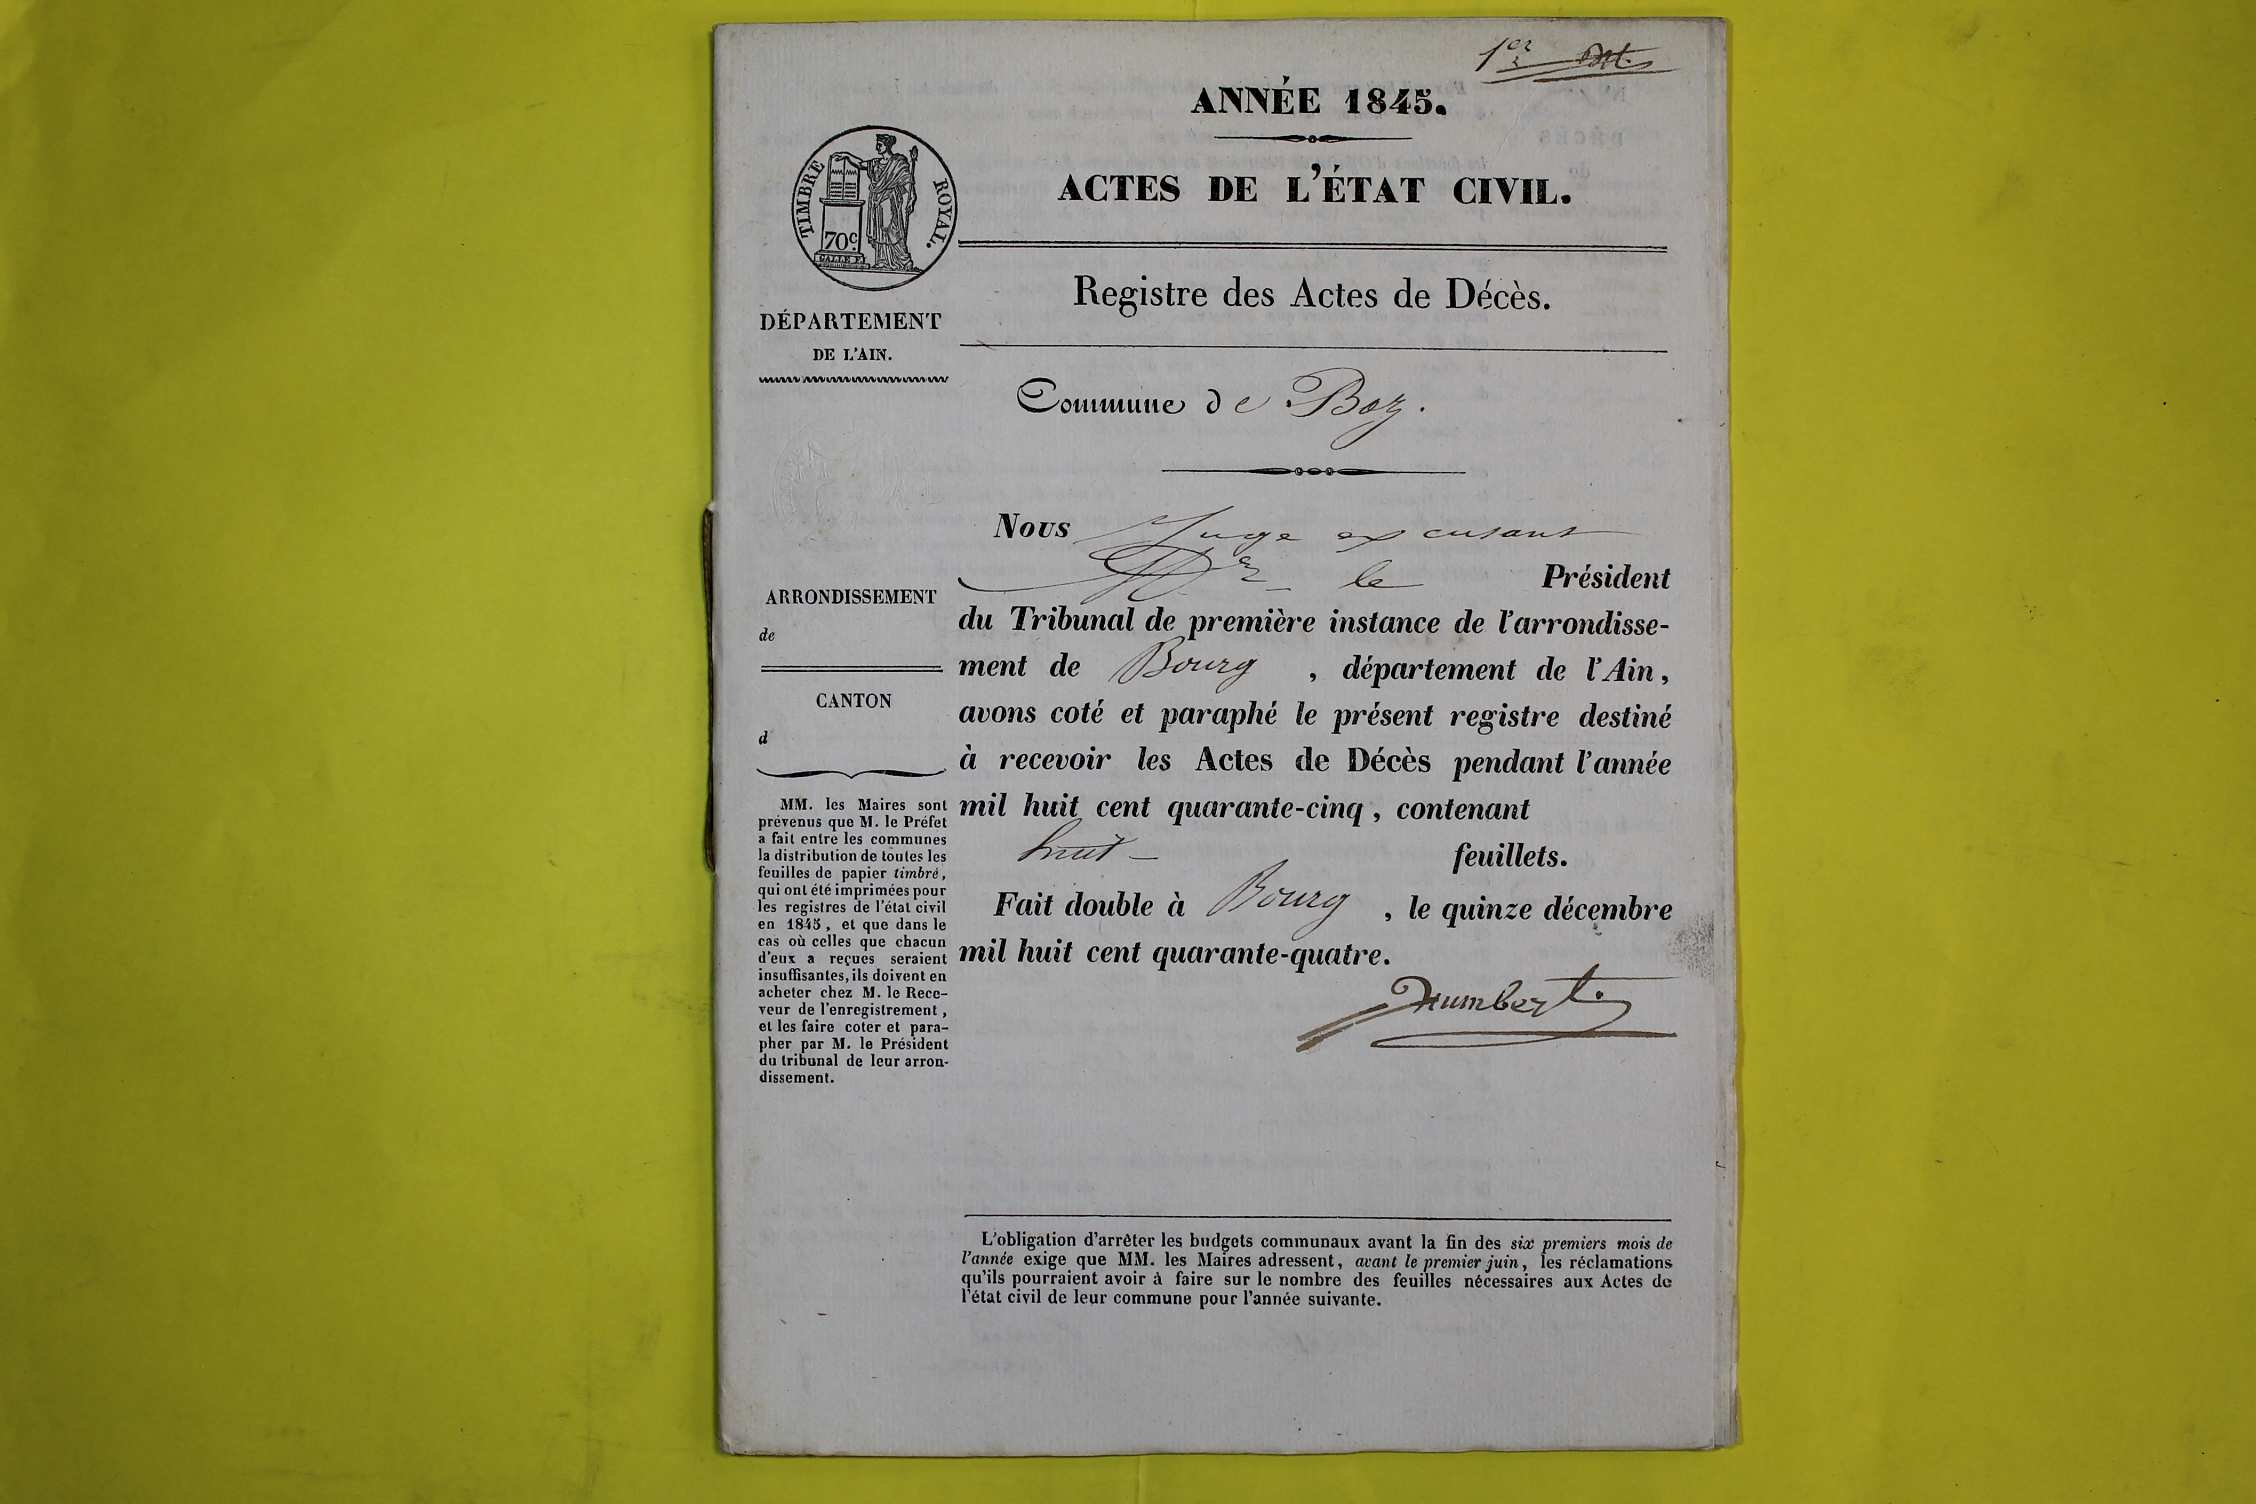 1er
ANNÉE 1845.
TIMBRE ROYAL.
70c.
ACTES DE L'ÉTAT CIVIL.
Registre des Actes de Décès.
DÉPARTEMENT
DE L'AIN.
Commune de Boz.
Nous Juge excusant
Mr le Président
du Tribunal de première instance de l'arrondisse-
ment de Bourg, département de l'Ain,
avons coté et paraphé le présent registre destiné
à recevoir les Actes de Décès pendant l'année
mil huit cent quarante-cinq, contenant
huit feuillets.
Fait double à Bourg, le quinze décembre
mil huit cent quarante-quatre.
Humbert
ARRONDISSEMENT
de
CANTON
d
MM. les Maires sont
prévenus que M. le Préfet
a fait entre les communes
la distribution de toutes les
feuilles de papier timbré,
qui ont été imprimées pour
les registres de l'état civil
en 1845, et que dans le
cas où celles que chacun
d'eux a reçues seraient
insuffisantes, ils doivent en
acheter chez M. le Rece-
veur de l'enregistrement,
et les faire coter et para-
pher par M. le Président
du tribunal de leur arron-
dissement.
L'obligation d'arrêter les budgets communaux avant la fin des six premiers mois de
l'année exige que MM. les Maires adressent, avant le premier juin, les réclamations
qu'ils pourraient avoir à faire sur le nombre des feuilles nécessaires aux Actes de
l'état civil de leur commune pour l'année suivante.